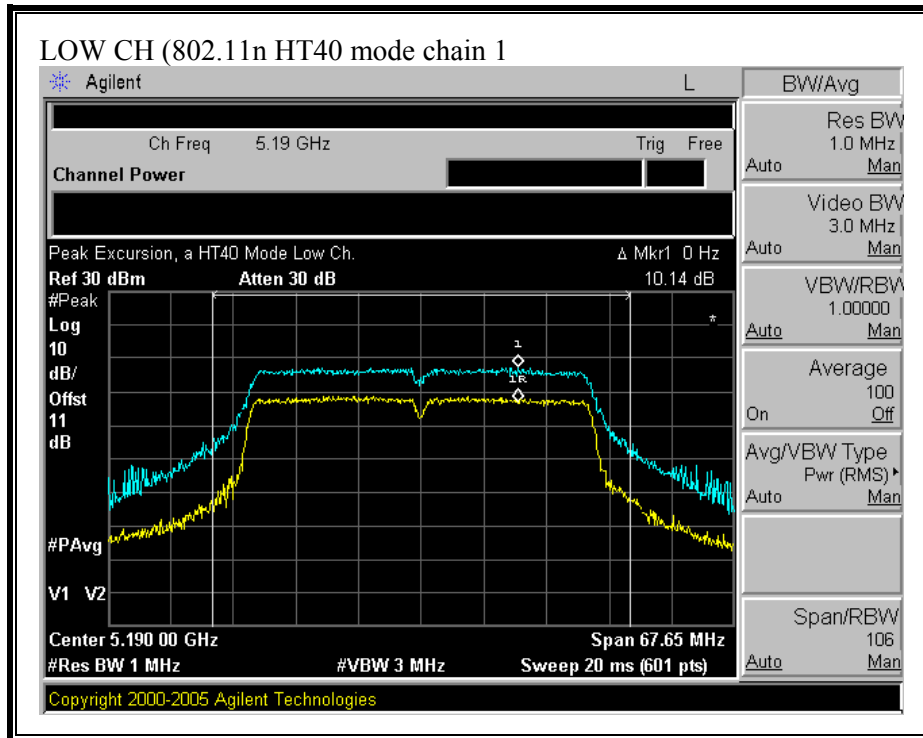 LOW CH (802.11n HT40 mode chain 1
Agilent L
Ch Freq 5.19 GHz Trig Free
Channel Power
Peak Excursion, a HT40 Mode Low Ch. Δ Mkr1 0 Hz
Ref 30 dBm Atten 30 dB 10.14 dB
#Peak
Log
10
dB/
Offst
11
dB
*
1
1R
#PAvg
V1 V2
Center 5.190 00 GHz Span 67.65 MHz
#Res BW 1 MHz #VBW 3 MHz Sweep 20 ms (601 pts)
Copyright 2000-2005 Agilent Technologies
BW/Avg
Res BW
1.0 MHz
Auto Man
Video BW
3.0 MHz
Auto Man
VBW/RBW
1.00000
Auto Man
Average
100
On Off
Avg/VBW Type
Pwr (RMS)
Auto Man
Span/RBW
106
Auto Man